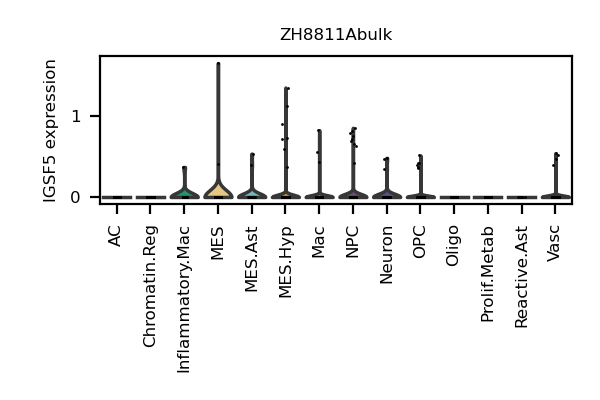 ZH8811Abulk
IGSF5 expression
1
0
AC
Chromatin.Reg
Inflammatory.Mac
MES
MES.Ast
MES.Hyp
Mac
NPC
Neuron
OPC
Oligo
Prolif.Metab
Reactive.Ast
Vasc